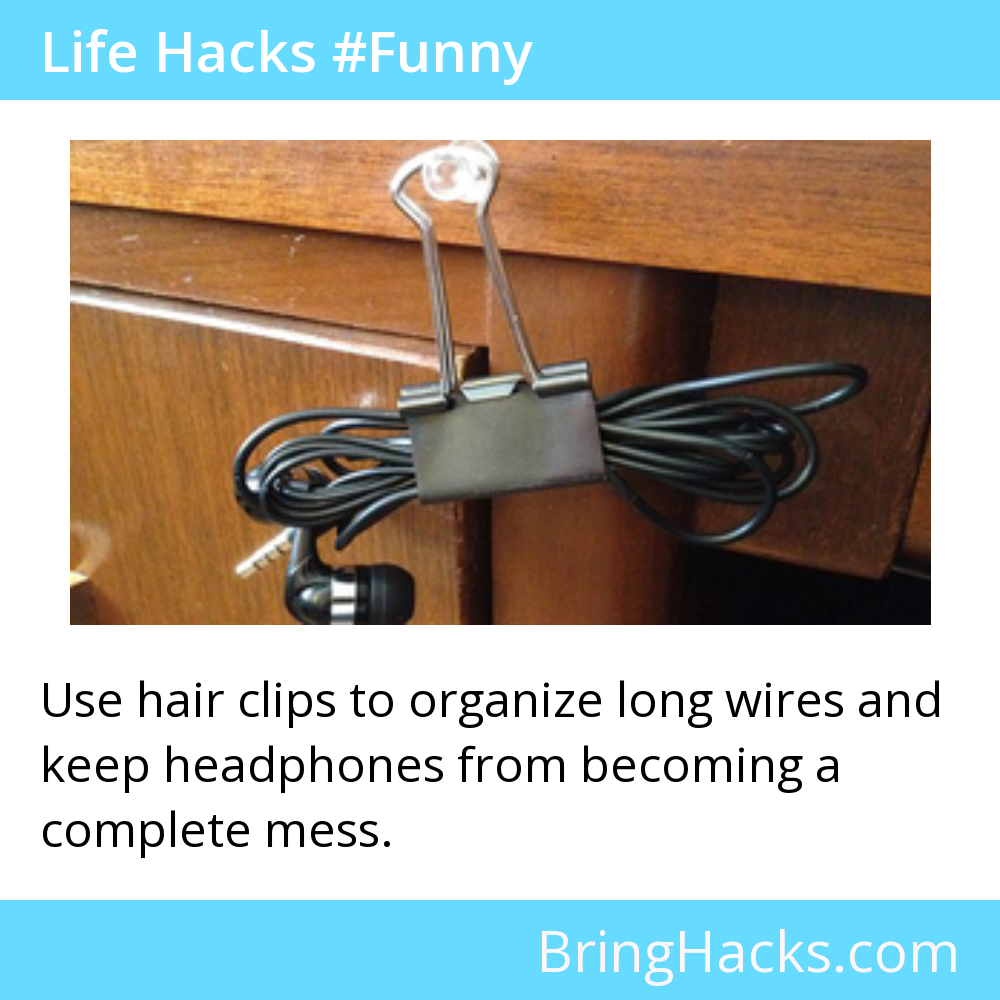 Life Hacks #Funny
Use hair clips to organize long wires and
keep headphones from becoming a
complete mess.
BringHacks.com